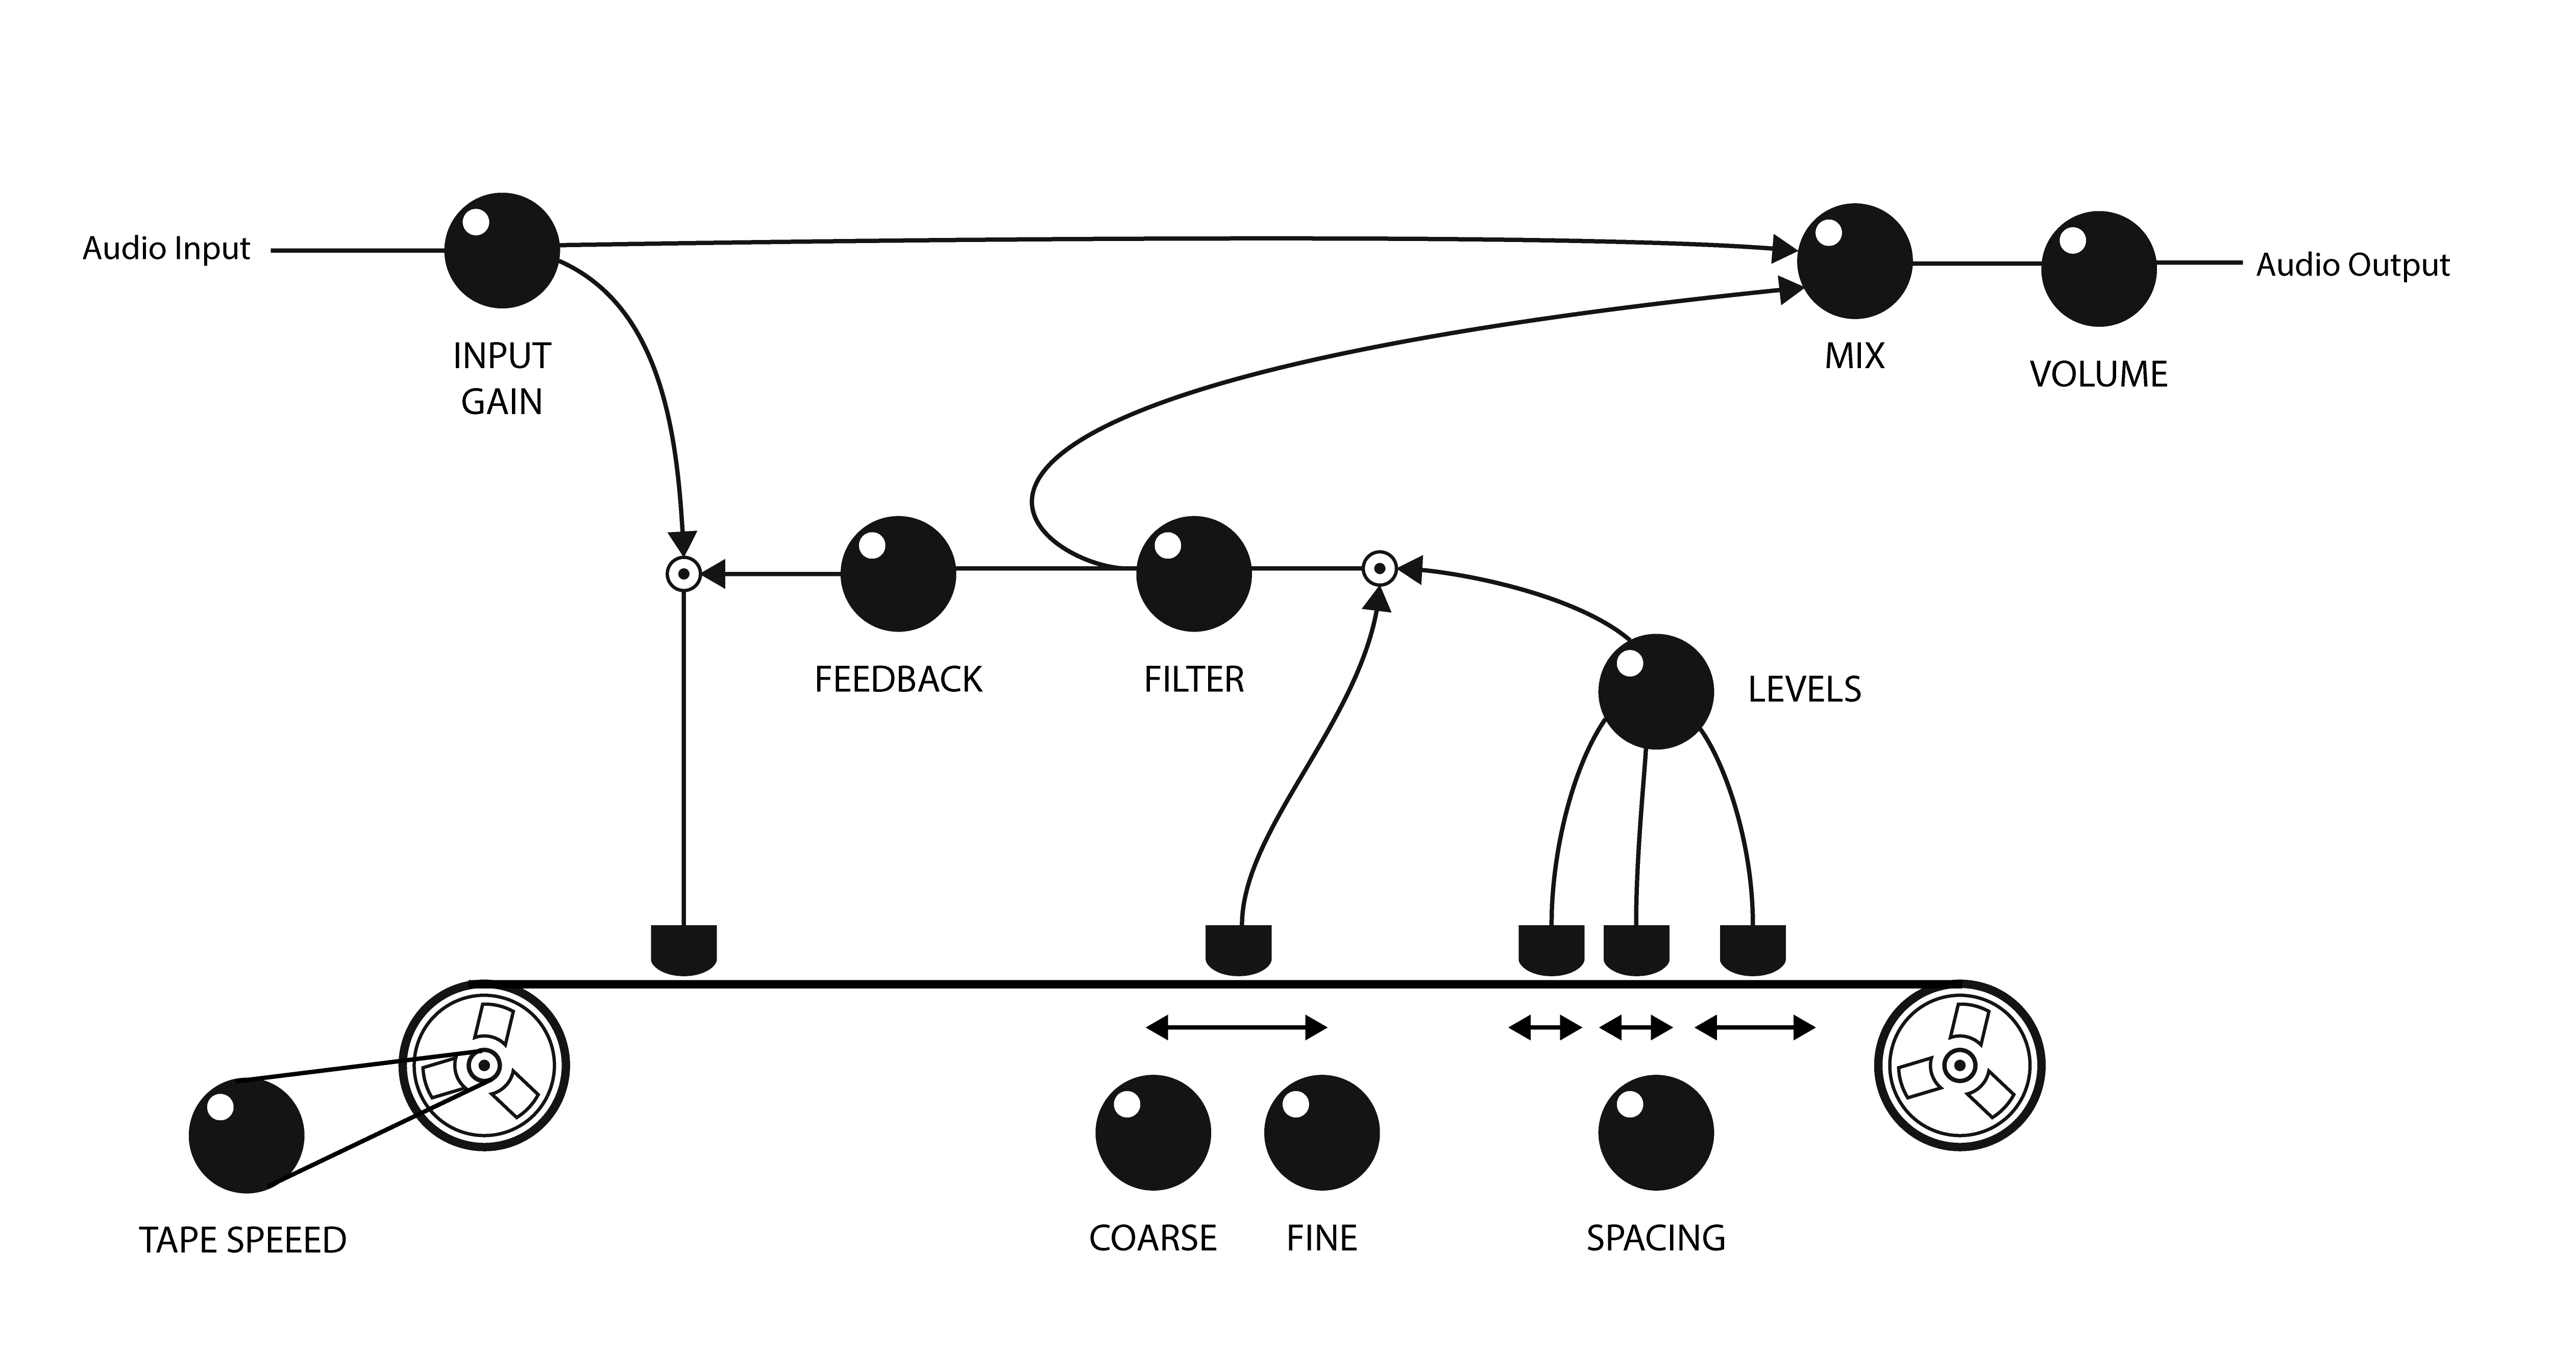 Audio Input
INPUT
GAIN
MIX
VOLUME
Audio Output
FEEDBACK
FILTER
LEVELS
TAPE SPEEED
COARSE
FINE
SPACING